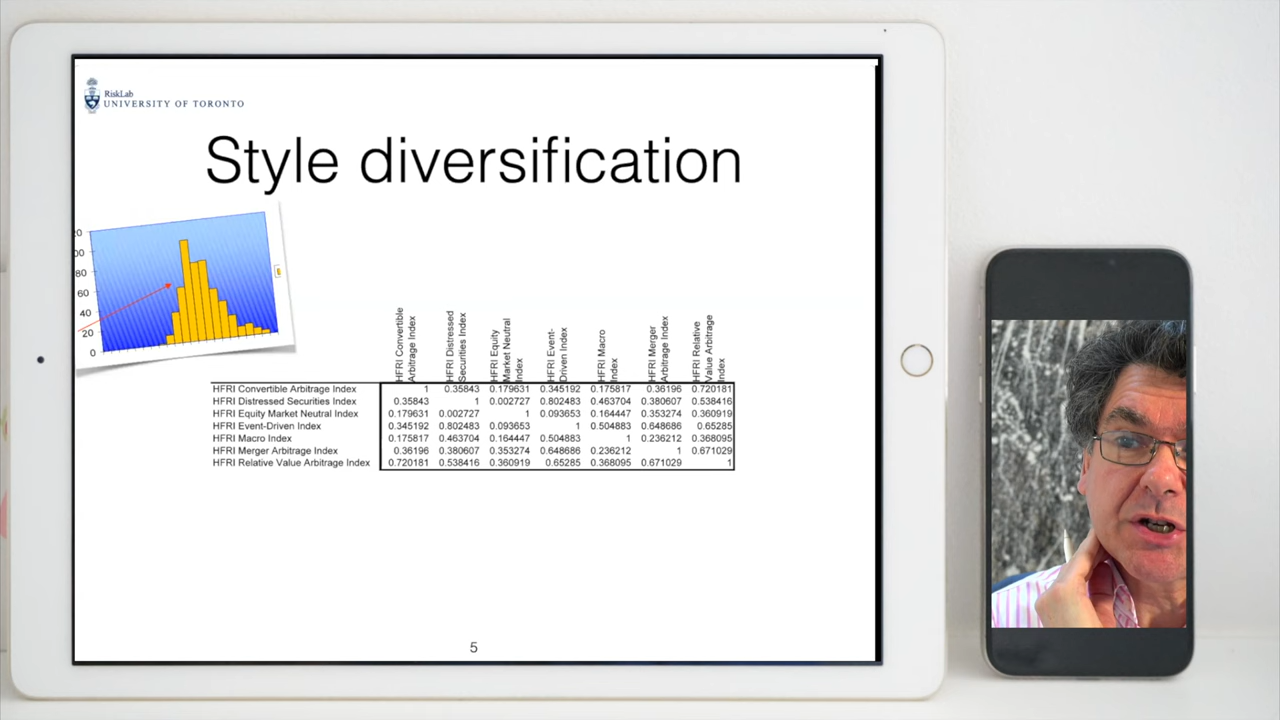 RiskLab
UNIVERSITY OF TORONTO
Style diversification
20
00
80
60
40
20
0
HFRI Convertible Arbitrage Index
HFRI Distressed Securities Index
HFRI Equity Market Neutral Index
HFRI Event-Driven Index
HFRI Macro Index
HFRI Merger Arbitrage Index
HFRI Relative Value Arbitrage Index
HFRI Convertible Arbitrage Index 1 0.35843 0.179631 0.345192 0.175817 0.36196 0.720181
HFRI Distressed Securities Index 0.35843 1 0.002727 0.802483 0.463704 0.380607 0.538416
HFRI Equity Market Neutral Index 0.179631 0.002727 1 0.093653 0.164447 0.353274 0.360919
HFRI Event-Driven Index 0.345192 0.802483 0.093653 1 0.504883 0.648686 0.65285
HFRI Macro Index 0.175817 0.463704 0.164447 0.504883 1 0.236212 0.368095
HFRI Merger Arbitrage Index 0.36196 0.380607 0.353274 0.648686 0.236212 1 0.671029
HFRI Relative Value Arbitrage Index 0.720181 0.538416 0.360919 0.65285 0.368095 0.671029 1
5